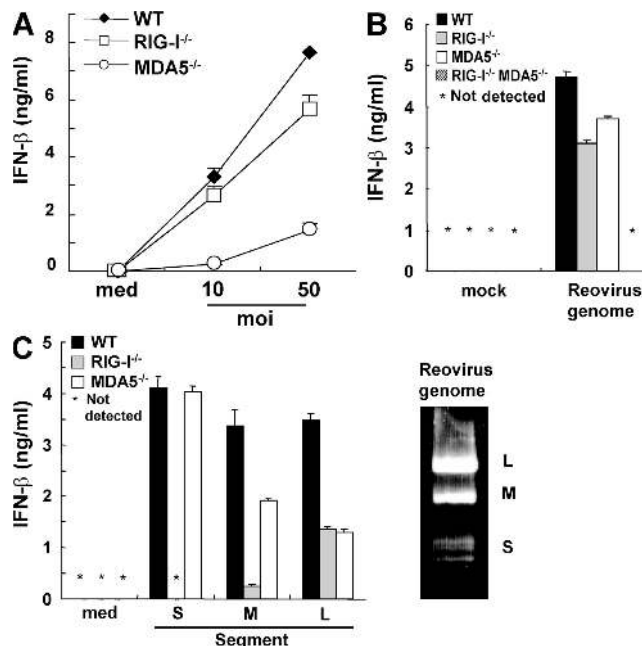 A
WT
RIG-I-/-
MDA5-/-
IFN-β (ng/ml)
8
6
4
2
0
med 10 50
moi
B
WT
RIG-I-/-
MDA5-/-
RIG-I-/- MDA5-/-
* Not detected
IFN-β (ng/ml)
6
5
4
3
2
1
0
* * * * *
mock Reovirus genome
C
WT
RIG-I-/-
MDA5-/-
* Not detected
IFN-β (ng/ml)
5
4
3
2
1
0
* * * *
med S M L
Segment
Reovirus
genome
L
M
S